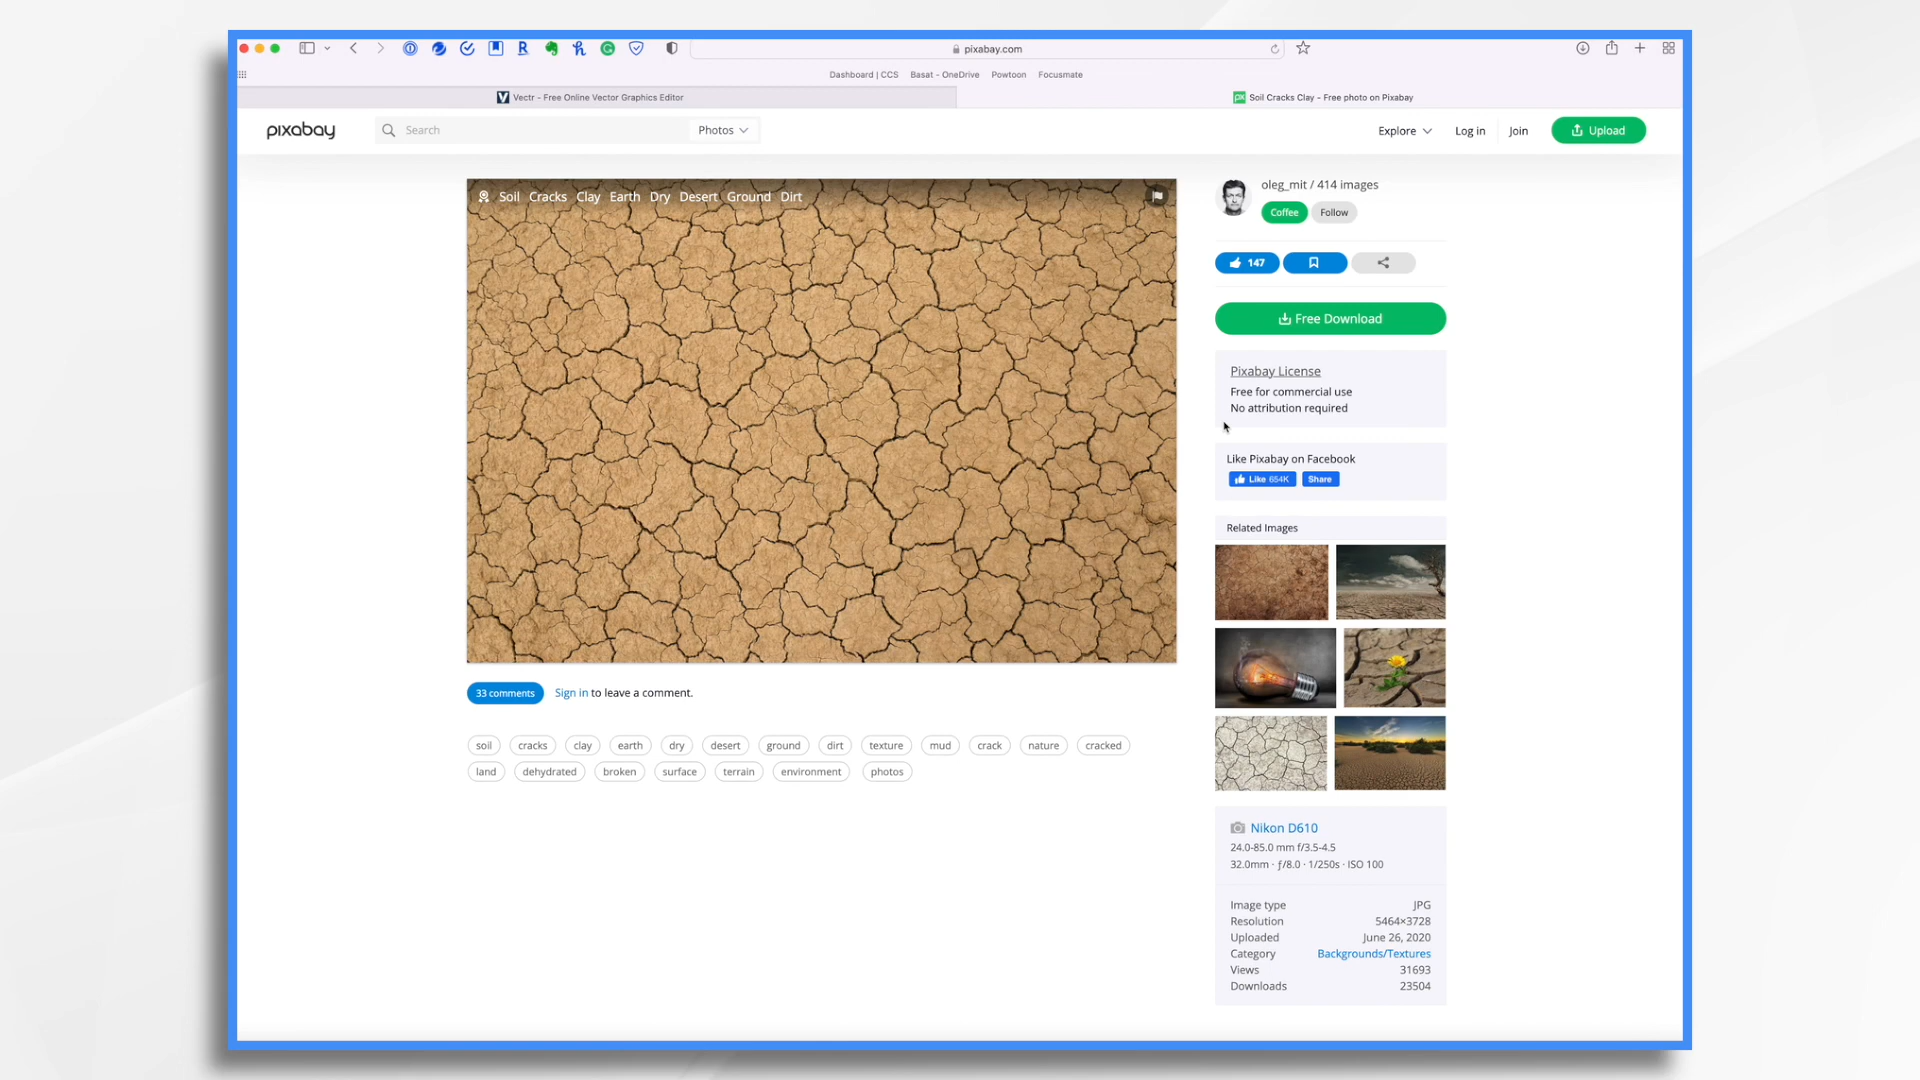 pixabay.com
Dashboard | CCS Basat - OneDrive Powtoon Focusmate
Vectr - Free Online Vector Graphics Editor
Soil Cracks Clay - Free photo on Pixabay
pixabay
Search
Photos
Explore
Log in
Join
Upload
Soil Cracks Clay Earth Dry Desert Ground Dirt
oleg_mit / 414 images
Coffee
Follow
147
Free Download
Pixabay License
Free for commercial use
No attribution required
Like Pixabay on Facebook
Like 654K
Share
Related Images
33 comments
Sign in to leave a comment.
soil cracks clay earth dry desert ground dirt texture mud crack nature cracked
land dehydrated broken surface terrain environment photos
Nikon D610
24.0-85.0 mm f/3.5-4.5
32.0mm · ƒ/8.0 · 1/250s · ISO 100
Image type JPG
Resolution 5464×3728
Uploaded June 26, 2020
Category Backgrounds/Textures
Views 31693
Downloads 23504